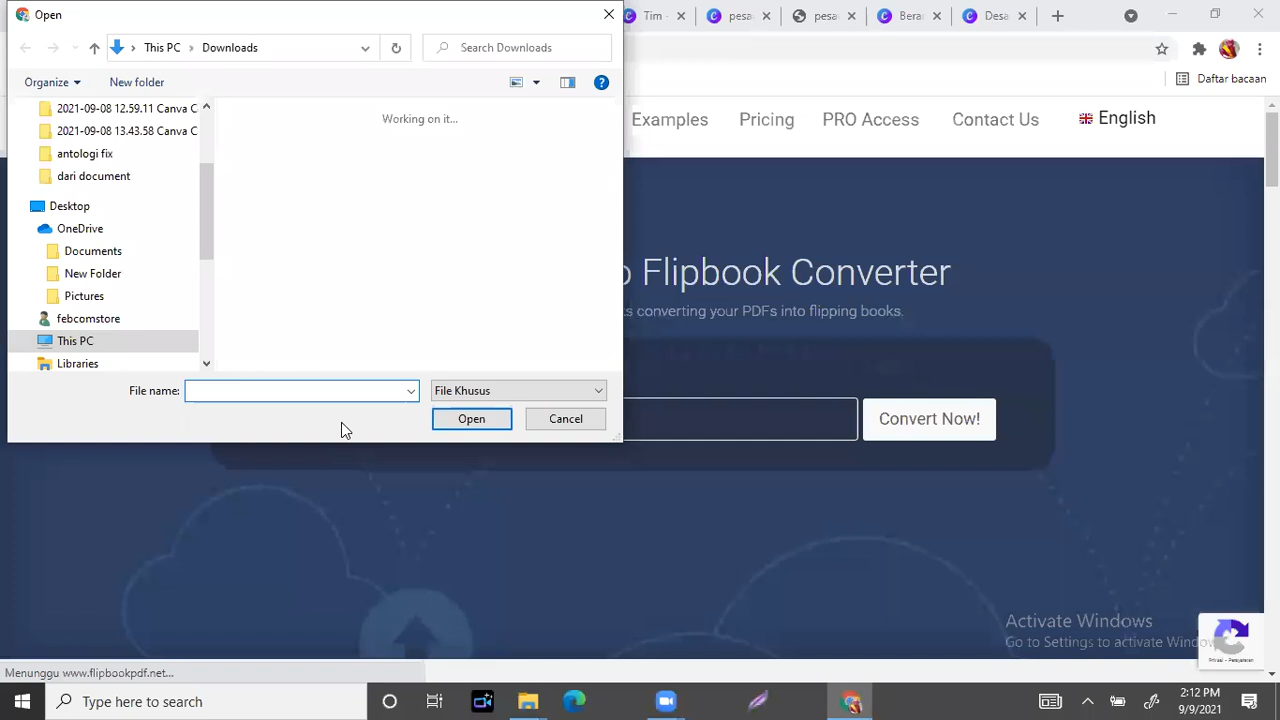 Open
Tim -
pesa
pesa
Bera
Desa
This PC
Downloads
Search Downloads
Organize
New folder
Daftar bacaan
2021-09-08 12.59.11 Canva C
2021-09-08 13.43.58 Canva C
antologi fix
dari document
Desktop
OneDrive
Documents
New Folder
Pictures
febcomstore
This PC
Libraries
Working on it...
File name:
File Khusus
Open
Cancel
Examples
Pricing
PRO Access
Contact Us
English
Flipbook Converter
converting your PDFs into flipping books.
Convert Now!
Activate Windows
Go to Settings to activate Windo
Privasi - Persyaratan
Menunggu www.flipbookpdf.net...
Type here to search
2:12 PM
9/9/2021